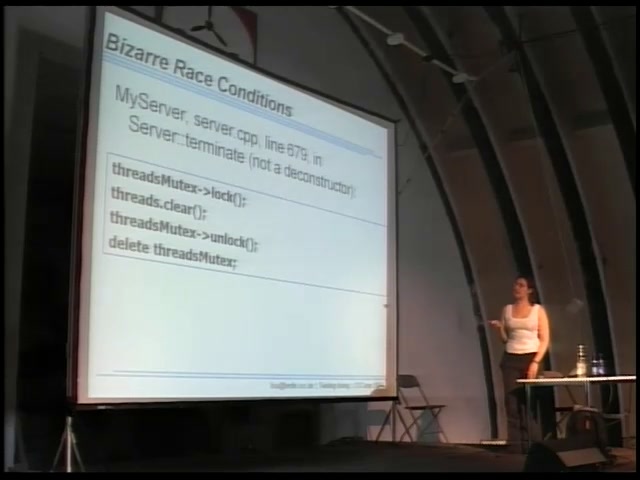 Bizarre Race Conditions
MyServer, server.cpp, line 679, in
Server::terminate (not a deconstructor):
threadsMutex->lock();
threads.clear();
threadsMutex->unlock();
delete threadsMutex;